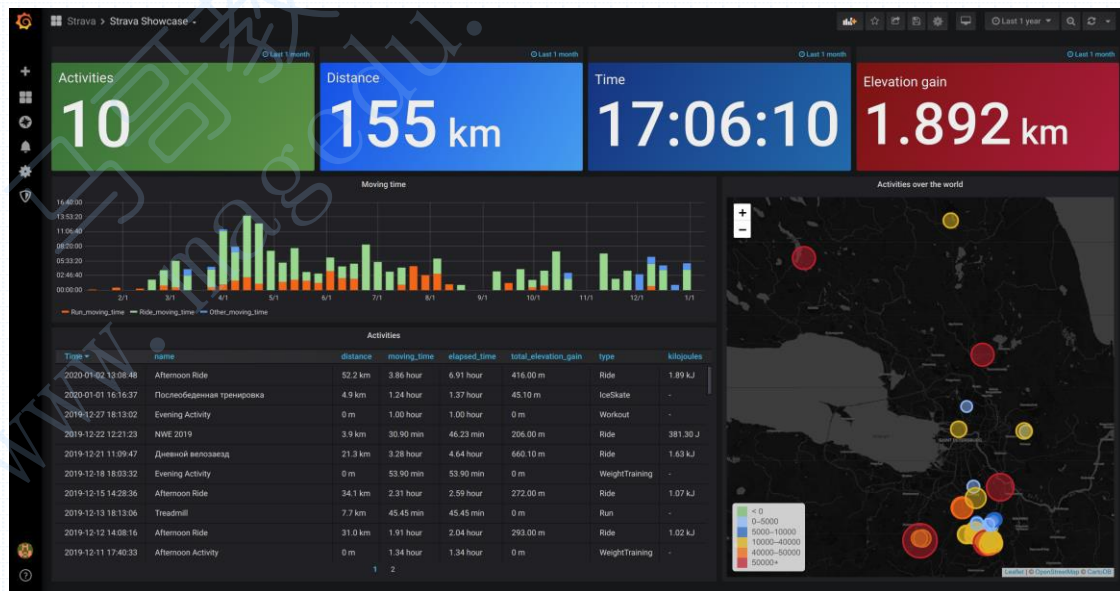 Strava > Strava Showcase
Last 1 year
Last 1 month
Last 1 month
Last 1 month
Last 1 month
Activities
10
Distance
155 km
Time
17:06:10
Elevation gain
1.892 km
Moving time
16:40:00
13:53:20
11:06:40
08:20:00
05:33:20
02:46:40
00:00:00
2/1 3/1 4/1 5/1 6/1 7/1 8/1 9/1 10/1 11/1 12/1 1/1
Run_moving_time Ride_moving_time Other_moving_time
Activities
Time name distance moving_time elapsed_time total_elevation_gain type kilojoules
2020-01-02 13:08:48 Afternoon Ride 52.2 km 3.86 hour 6.91 hour 416.00 m Ride 1.89 kJ
2020-01-01 16:16:37 Послеобеденная тренировка 4.9 km 1.24 hour 1.37 hour 45.10 m IceSkate -
2019-12-27 18:13:02 Evening Activity 0 m 1.00 hour 1.00 hour 0 m Workout -
2019-12-22 12:21:23 NWE 2019 3.9 km 30.90 min 46.23 min 206.00 m Ride 381.30 J
2019-12-21 11:09:47 Дневной велозаезд 21.3 km 3.28 hour 4.64 hour 660.10 m Ride 1.63 kJ
2019-12-18 18:03:32 Evening Activity 0 m 53.90 min 53.90 min 0 m WeightTraining -
2019-12-15 14:28:36 Afternoon Ride 34.1 km 2.31 hour 2.59 hour 272.00 m Ride 1.07 kJ
2019-12-13 18:13:06 Treadmill 7.7 km 45.45 min 45.45 min 0 m Run -
2019-12-12 14:08:16 Afternoon Ride 31.0 km 1.91 hour 2.04 hour 293.00 m Ride 1.02 kJ
2019-12-11 17:40:33 Afternoon Activity 0 m 1.34 hour 1.34 hour 0 m WeightTraining -
1 2
Activities over the world
+
−
< 0
0–5000
5000–10000
10000–40000
40000–50000
50000+
Leaflet | © OpenStreetMap © CartoDB
马哥教
www.magedu.